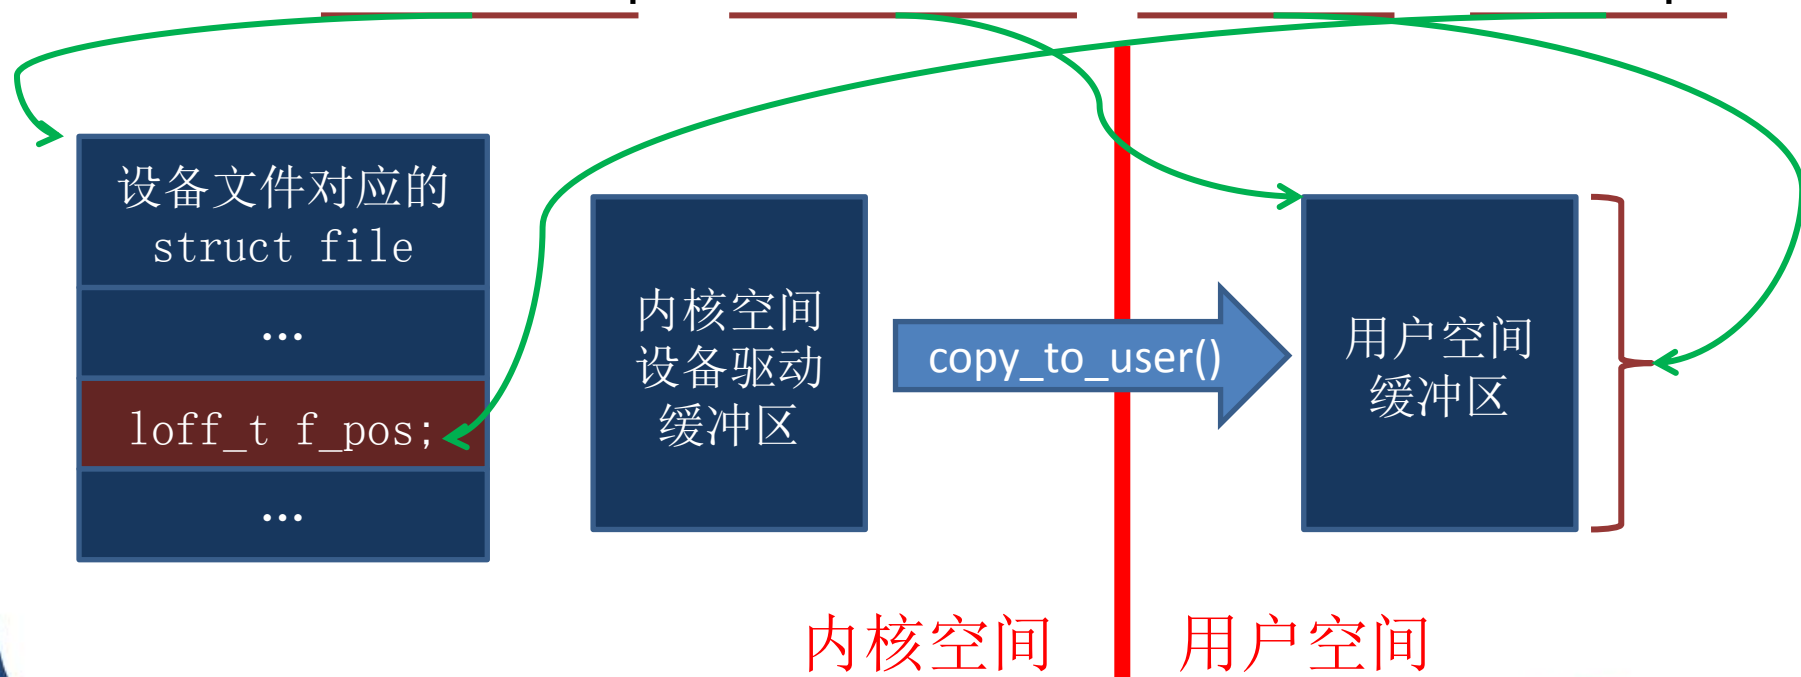 设备文件对应的
struct file
...
loff_t f_pos;
...
内核空间
设备驱动
缓冲区
copy_to_user()
用户空间
缓冲区
内核空间
用户空间